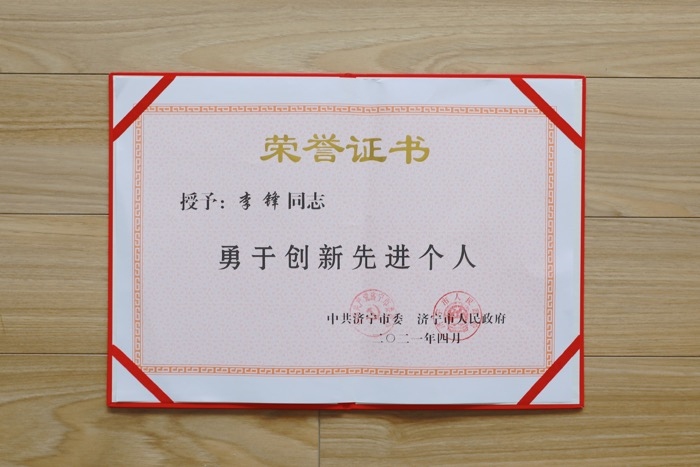 荣誉证书
授予：李锋同志
勇于创新先进个人
中共济宁市委 济宁市人民政府
二〇二一年四月